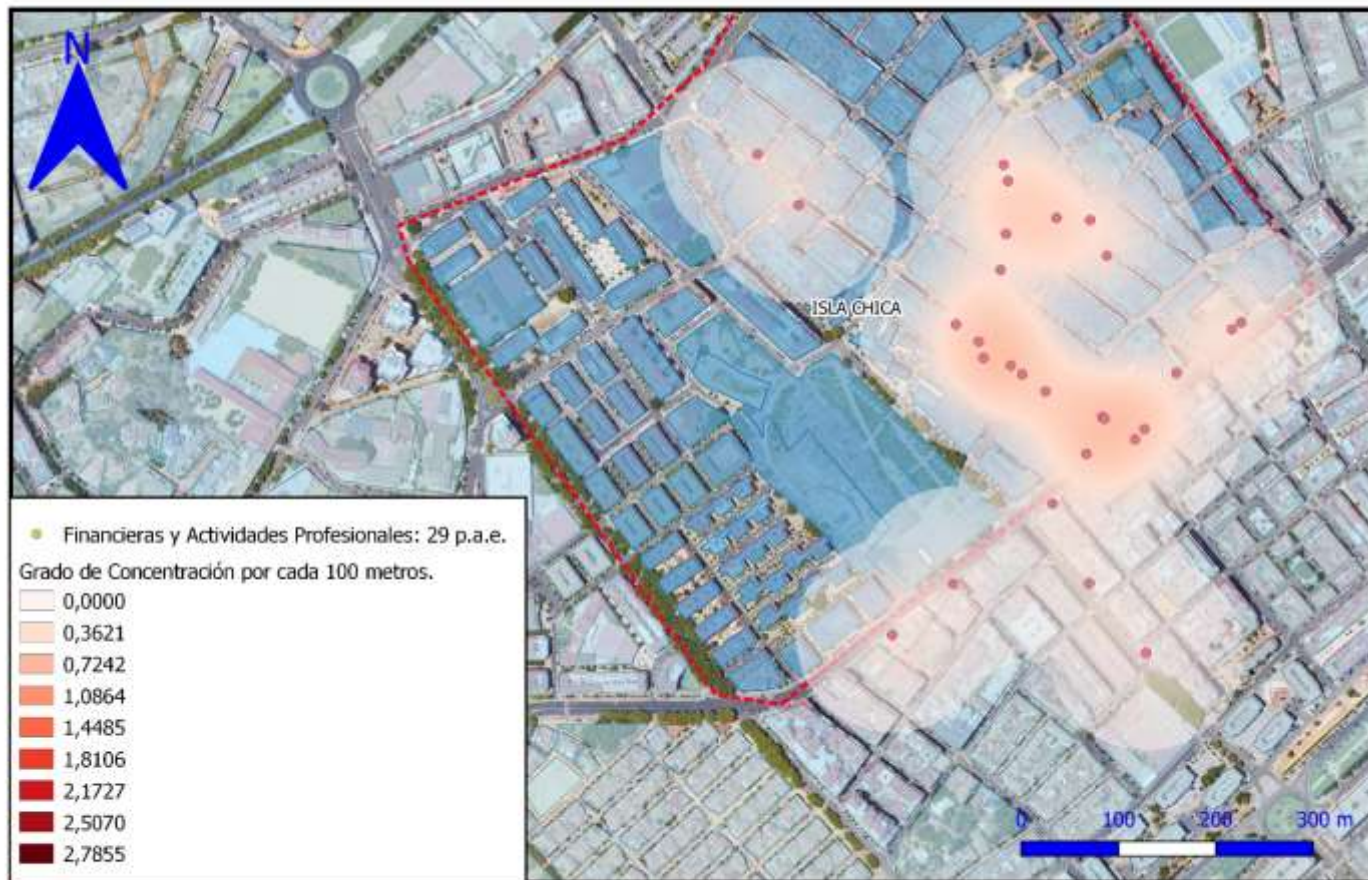 N
ISLA CHICA
Financieras y Actividades Profesionales: 29 p.a.e.
Grado de Concentración por cada 100 metros.
0,0000
0,3621
0,7242
1,0864
1,4485
1,8106
2,1727
2,5070
2,7855
0 100 200 300 m